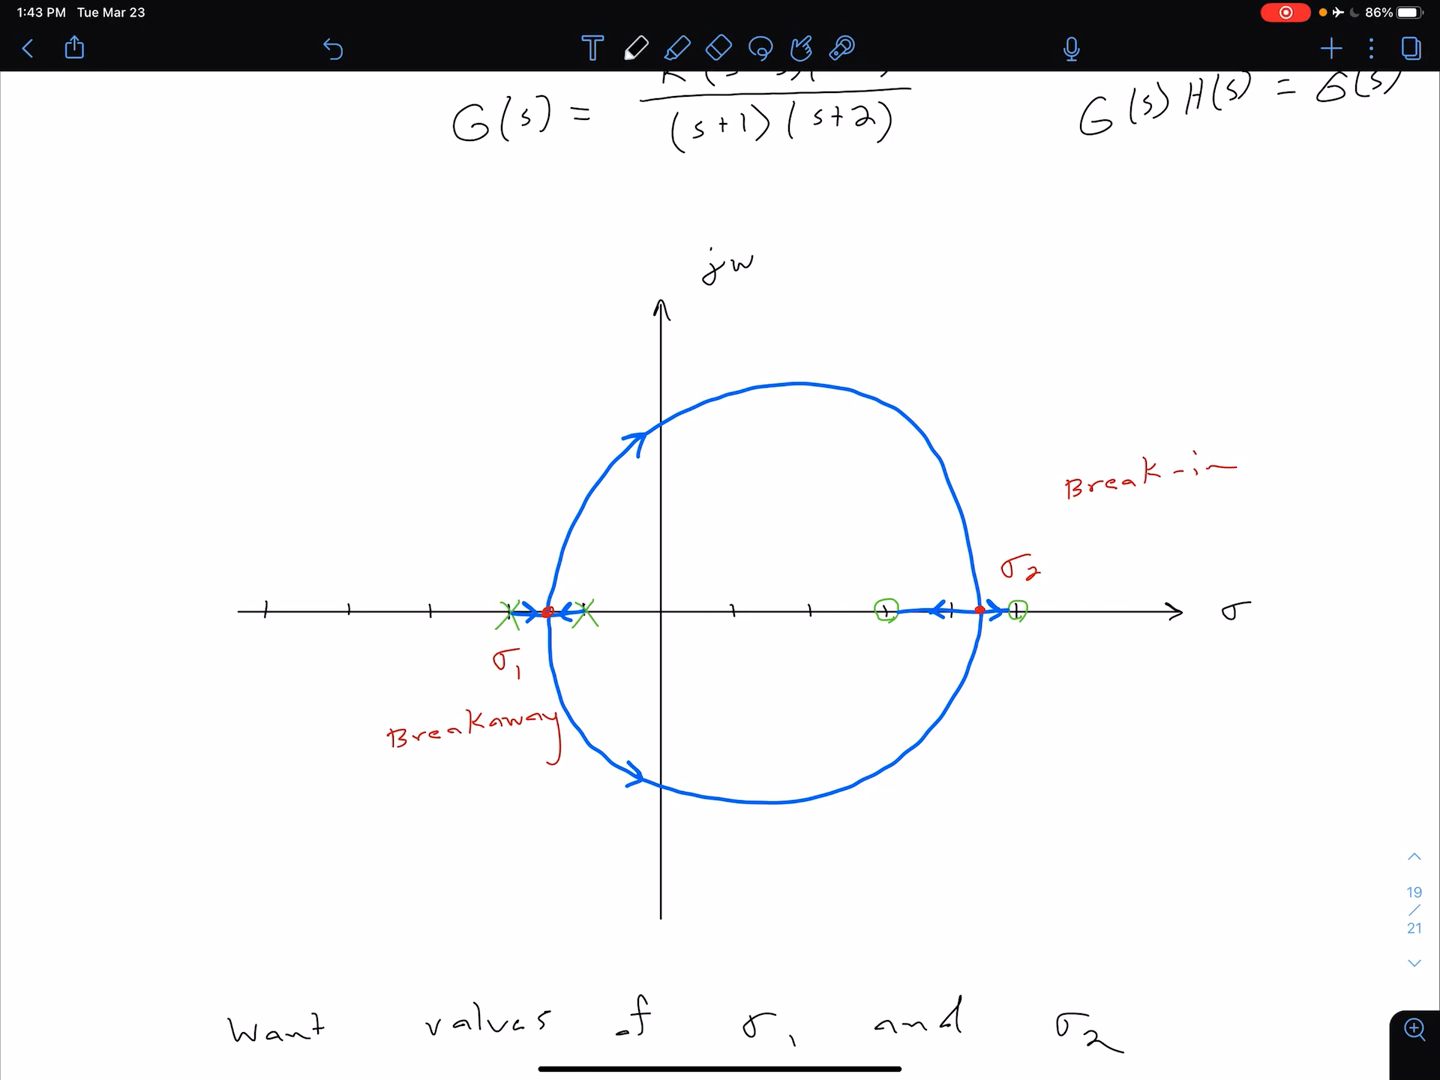 1:43 PM Tue Mar 23
86%
G(s) =
(s+1)(s+2)
G(s) H(s) = G(s)
jw
Break-in
σ₂
σ
σ₁
Breakaway
19
/
21
want values of σ₁ and σ₂